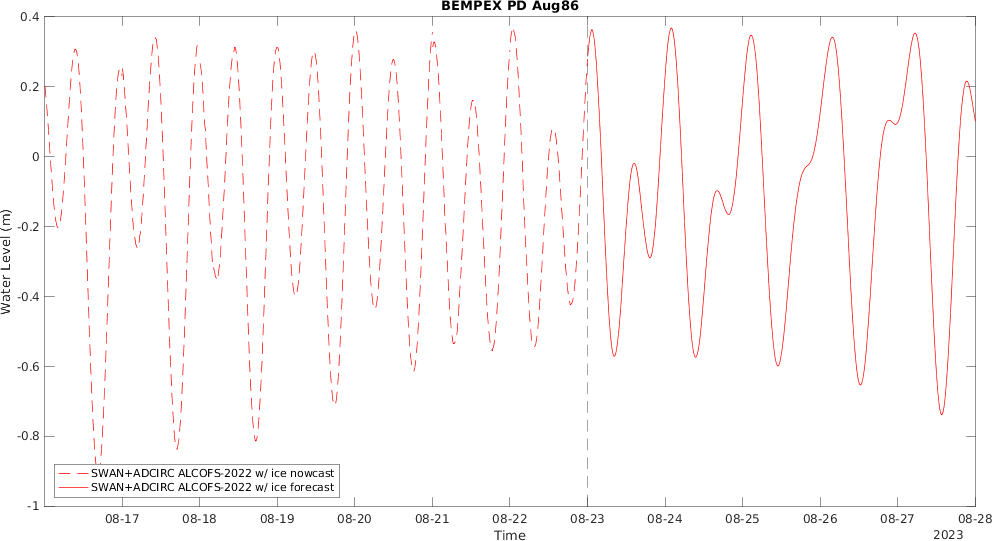 BEMPEX PD Aug86
0.4
0.2
0
-0.2
-0.4
-0.6
-0.8
-1
Water Level (m)
SWAN+ADCIRC ALCOFS-2022 w/ ice nowcast
SWAN+ADCIRC ALCOFS-2022 w/ ice forecast
08-17 08-18 08-19 08-20 08-21 08-22 08-23 08-24 08-25 08-26 08-27 08-28
Time
2023